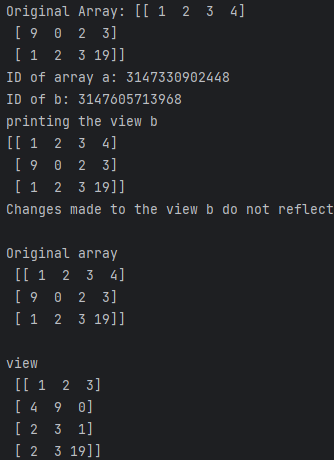 Original Array: [[ 1  2  3  4]
 [ 9  0  2  3]
 [ 1  2  3 19]]
ID of array a: 3147330902448
ID of b: 3147605713968
printing the view b
[[ 1  2  3  4]
 [ 9  0  2  3]
 [ 1  2  3 19]]
Changes made to the view b do not reflect

Original array
 [[ 1  2  3  4]
 [ 9  0  2  3]
 [ 1  2  3 19]]

view
 [[ 1  2  3]
 [ 4  9  0]
 [ 2  3  1]
 [ 2  3 19]]